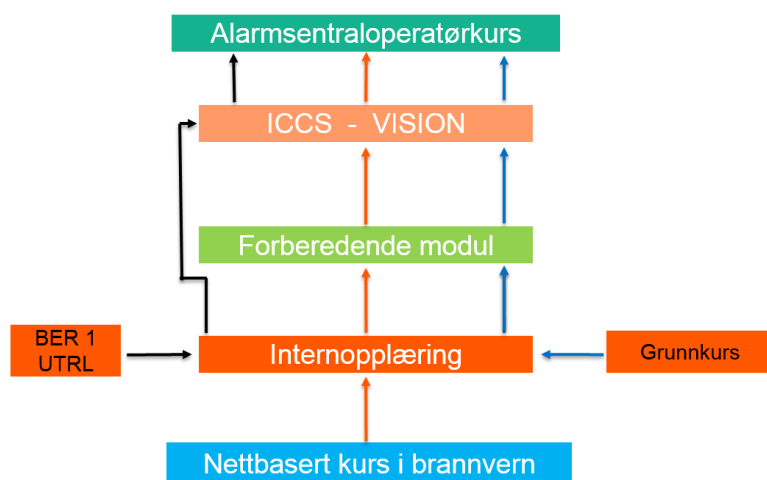 Alarmsentraloperatørkurs
ICCS - VISION
Forberedende modul
BER 1
UTRL
Internopplæring
Grunnkurs
Nettbasert kurs i brannvern